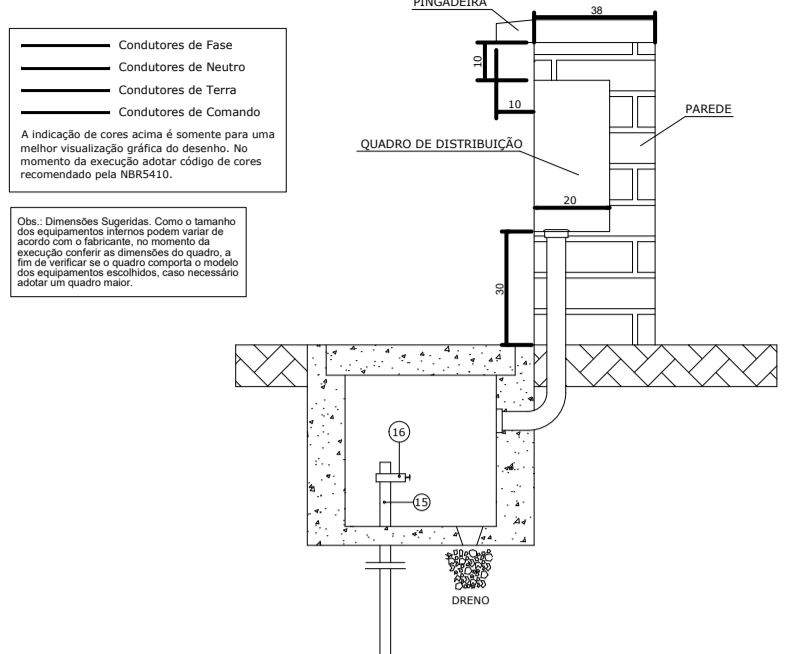 PINGADEIRA
38
Condutores de Fase
Condutores de Neutro
Condutores de Terra
Condutores de Comando
A indicação de cores acima é somente para uma
melhor visualização gráfica do desenho. No
momento da execução adotar código de cores
recomendado pela NBR5410.
10
10
PAREDE
QUADRO DE DISTRIBUIÇÃO
20
Obs.: Dimensões Sugeridas. Como o tamanho
dos equipamentos internos podem variar de
acordo com o fabricante, no momento da
execução conferir as dimensões do quadro, a
fim de verificar se o quadro comporta o modelo
dos equipamentos escolhidos, caso necessário
adotar um quadro maior.
30
16
15
DRENO